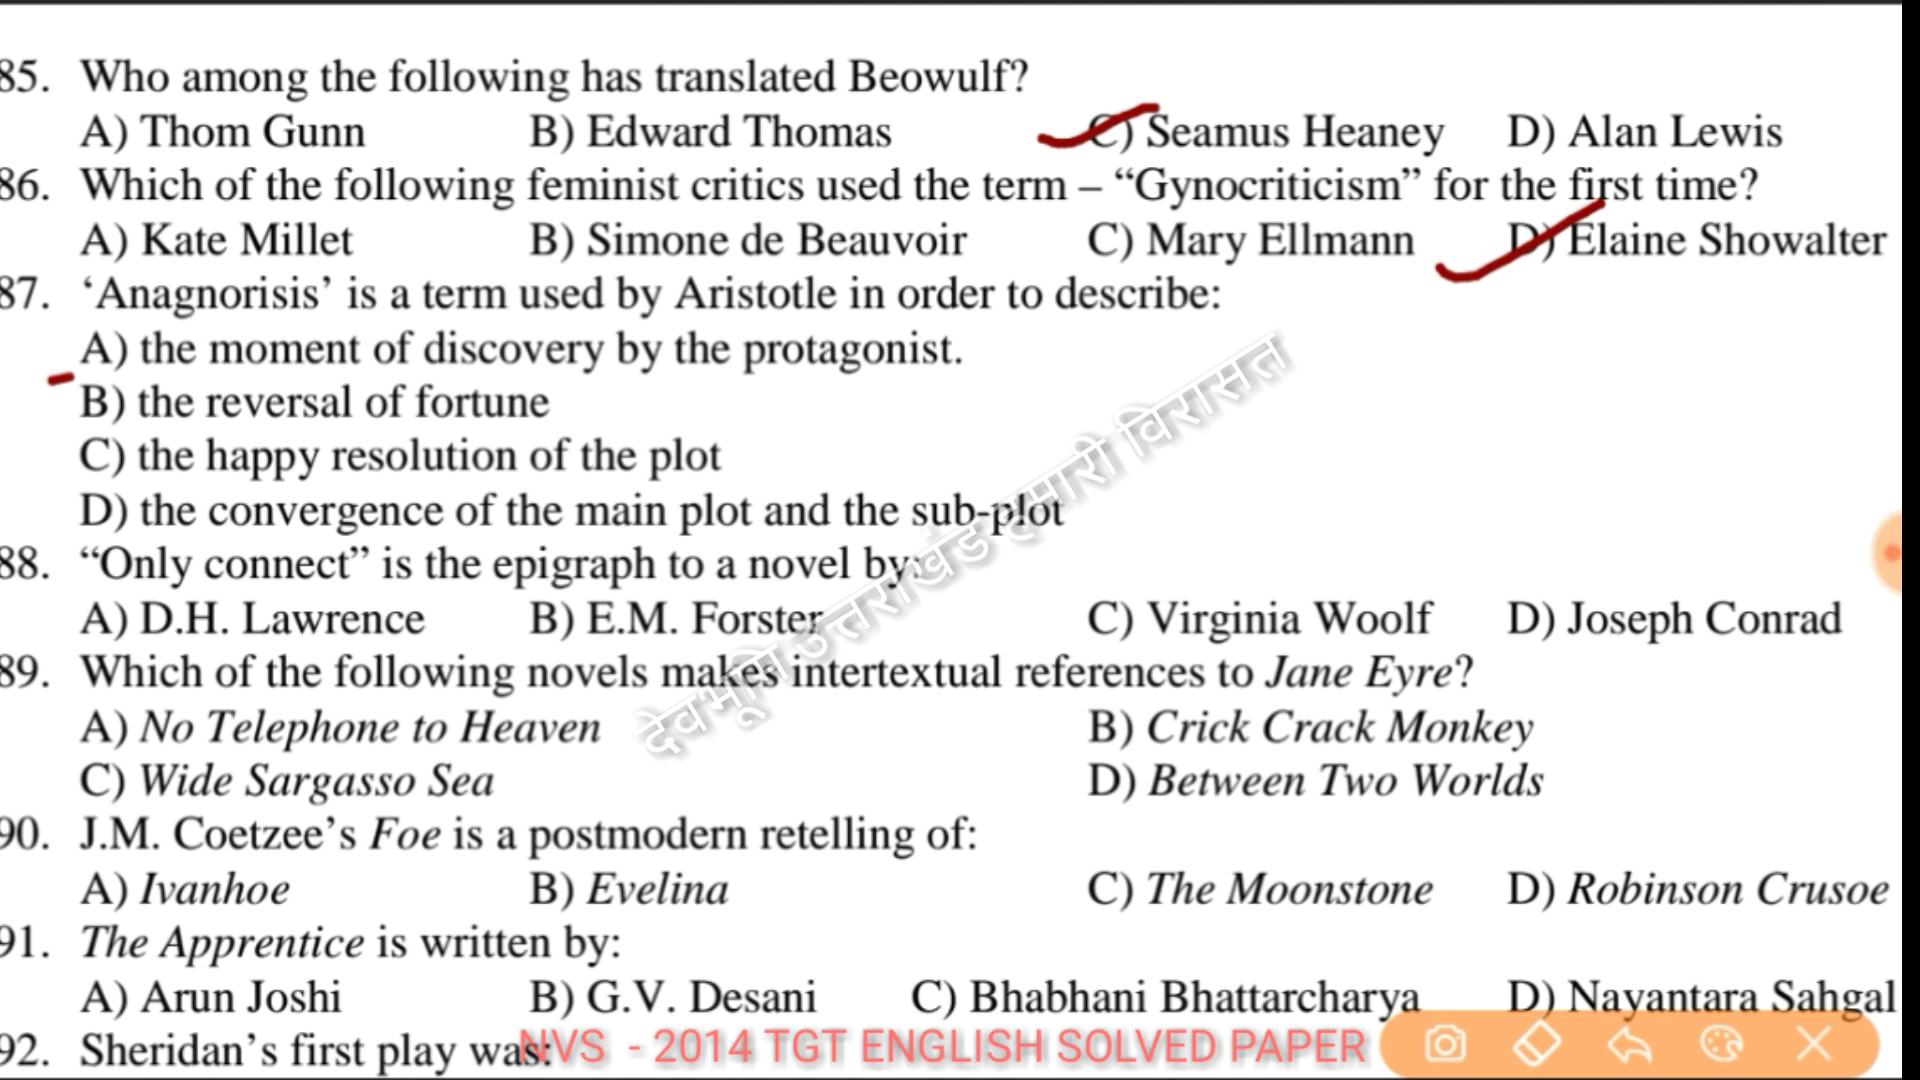 85. Who among the following has translated Beowulf?
A) Thom Gunn B) Edward Thomas C) Seamus Heaney D) Alan Lewis
86. Which of the following feminist critics used the term – “Gynocriticism” for the first time?
A) Kate Millet B) Simone de Beauvoir C) Mary Ellmann D) Elaine Showalter
87. ‘Anagnorisis’ is a term used by Aristotle in order to describe:
A) the moment of discovery by the protagonist.
B) the reversal of fortune
C) the happy resolution of the plot
D) the convergence of the main plot and the sub-plot
88. “Only connect” is the epigraph to a novel by:
A) D.H. Lawrence B) E.M. Forster C) Virginia Woolf D) Joseph Conrad
89. Which of the following novels makes intertextual references to Jane Eyre?
A) No Telephone to Heaven B) Crick Crack Monkey
C) Wide Sargasso Sea D) Between Two Worlds
90. J.M. Coetzee’s Foe is a postmodern retelling of:
A) Ivanhoe B) Evelina C) The Moonstone D) Robinson Crusoe
91. The Apprentice is written by:
A) Arun Joshi B) G.V. Desani C) Bhabhani Bhattarcharya D) Nayantara Sahgal
92. Sheridan’s first play was:
NVS - 2014 TGT ENGLISH SOLVED PAPER
देवभूमि उत्तराखंड हमारी विरासत